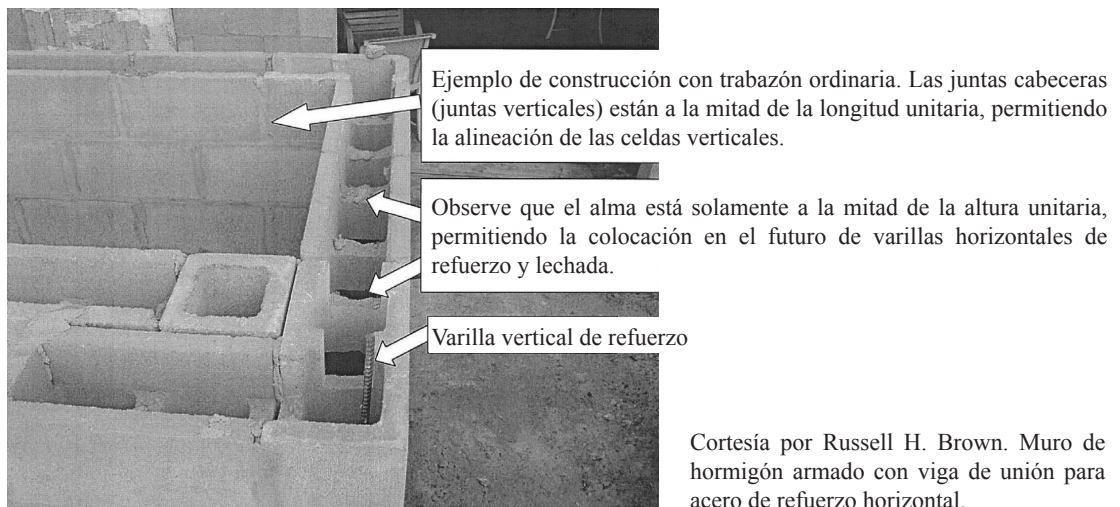 Ejemplo de construcción con trabazón ordinaria. Las juntas cabeceras
(juntas verticales) están a la mitad de la longitud unitaria, permitiendo
la alineación de las celdas verticales.
Observe que el alma está solamente a la mitad de la altura unitaria,
permitiendo la colocación en el futuro de varillas horizontales de
refuerzo y lechada.
Varilla vertical de refuerzo
Cortesía por Russell H. Brown. Muro de
hormigón armado con viga de unión para
acero de refuerzo horizontal.